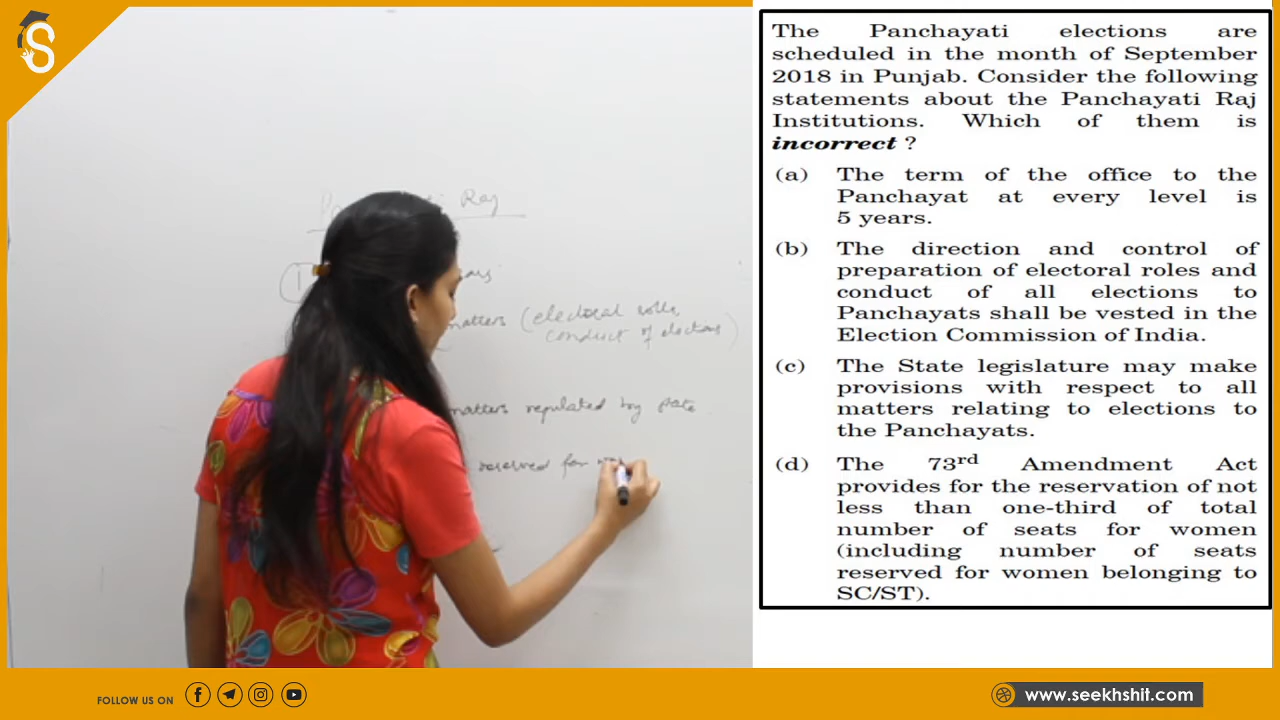 S
Raj
1
matters (electoral rolls,
conduct of elections)
matters regulated by state
reserved for
The Panchayati elections are
scheduled in the month of September
2018 in Punjab. Consider the following
statements about the Panchayati Raj
Institutions. Which of them is
incorrect ?
(a) The term of the office to the
Panchayat at every level is
5 years.
(b) The direction and control of
preparation of electoral roles and
conduct of all elections to
Panchayats shall be vested in the
Election Commission of India.
(c) The State legislature may make
provisions with respect to all
matters relating to elections to
the Panchayats.
(d) The 73rd Amendment Act
provides for the reservation of not
less than one-third of total
number of seats for women
(including number of seats
reserved for women belonging to
SC/ST).
FOLLOW US ON
www.seekhshit.com